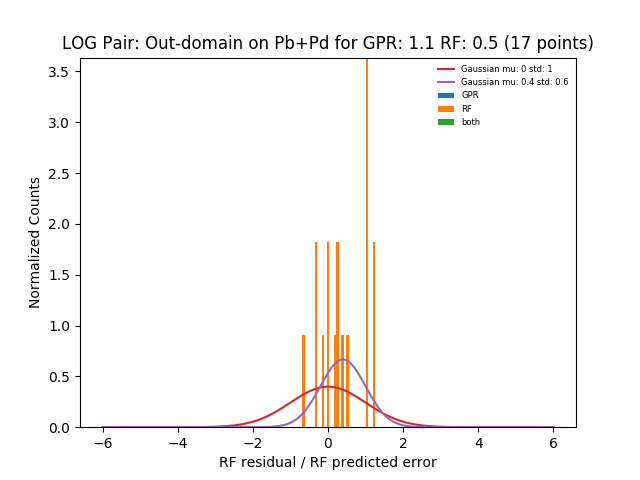 LOG Pair: Out-domain on Pb+Pd for GPR: 1.1 RF: 0.5 (17 points)
Gaussian mu: 0 std: 1
Gaussian mu: 0.4 std: 0.6
GPR
RF
both
Normalized Counts
3.5
3.0
2.5
2.0
1.5
1.0
0.5
0.0
−6
−4
−2
0
2
4
6
RF residual / RF predicted error